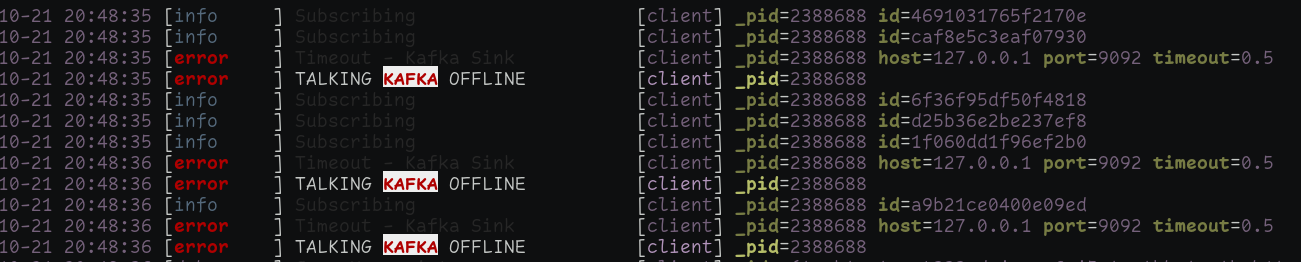 10-21 20:48:35 [info     ] Subscribing                    [client] _pid=2388688 id=4691031765f2170e
10-21 20:48:35 [info     ] Subscribing                    [client] _pid=2388688 id=caf8e5c3eaf07930
10-21 20:48:35 [error    ] Timeout - Kafka Sink           [client] _pid=2388688 host=127.0.0.1 port=9092 timeout=0.5
10-21 20:48:35 [error    ] TALKING KAFKA OFFLINE          [client] _pid=2388688
10-21 20:48:35 [info     ] Subscribing                    [client] _pid=2388688 id=6f36f95df50f4818
10-21 20:48:35 [info     ] Subscribing                    [client] _pid=2388688 id=d25b36e2be237ef8
10-21 20:48:35 [info     ] Subscribing                    [client] _pid=2388688 id=1f060dd1f96ef2b0
10-21 20:48:36 [error    ] Timeout - Kafka Sink           [client] _pid=2388688 host=127.0.0.1 port=9092 timeout=0.5
10-21 20:48:36 [error    ] TALKING KAFKA OFFLINE          [client] _pid=2388688
10-21 20:48:36 [info     ] Subscribing                    [client] _pid=2388688 id=a9b21ce0400e09ed
10-21 20:48:36 [error    ] Timeout - Kafka Sink           [client] _pid=2388688 host=127.0.0.1 port=9092 timeout=0.5
10-21 20:48:36 [error    ] TALKING KAFKA OFFLINE          [client] _pid=2388688